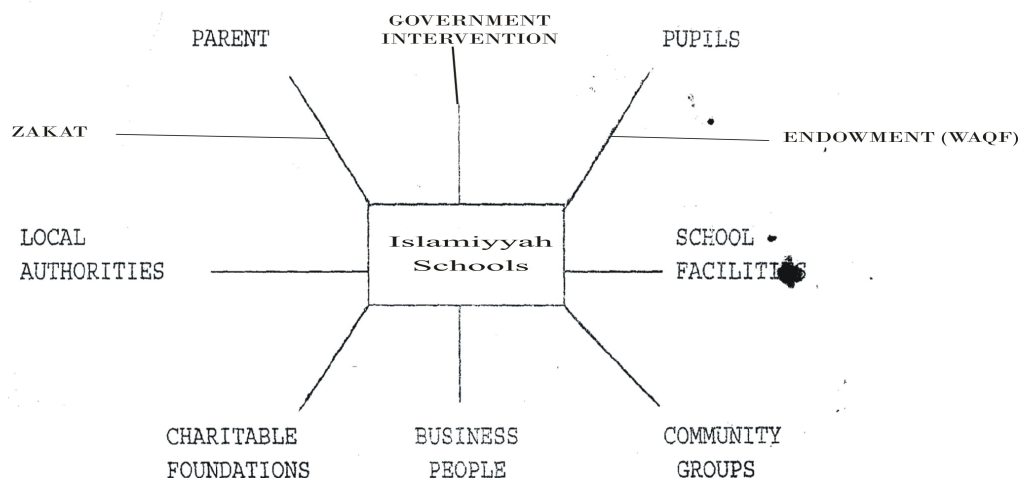 GOVERNMENT
INTERVENTION
PARENT
PUPILS
ZAKAT
ENDOWMENT (WAQF)
Islamiyyah
Schools
LOCAL
AUTHORITIES
SCHOOL
FACILITIES
CHARITABLE
FOUNDATIONS
BUSINESS
PEOPLE
COMMUNITY
GROUPS